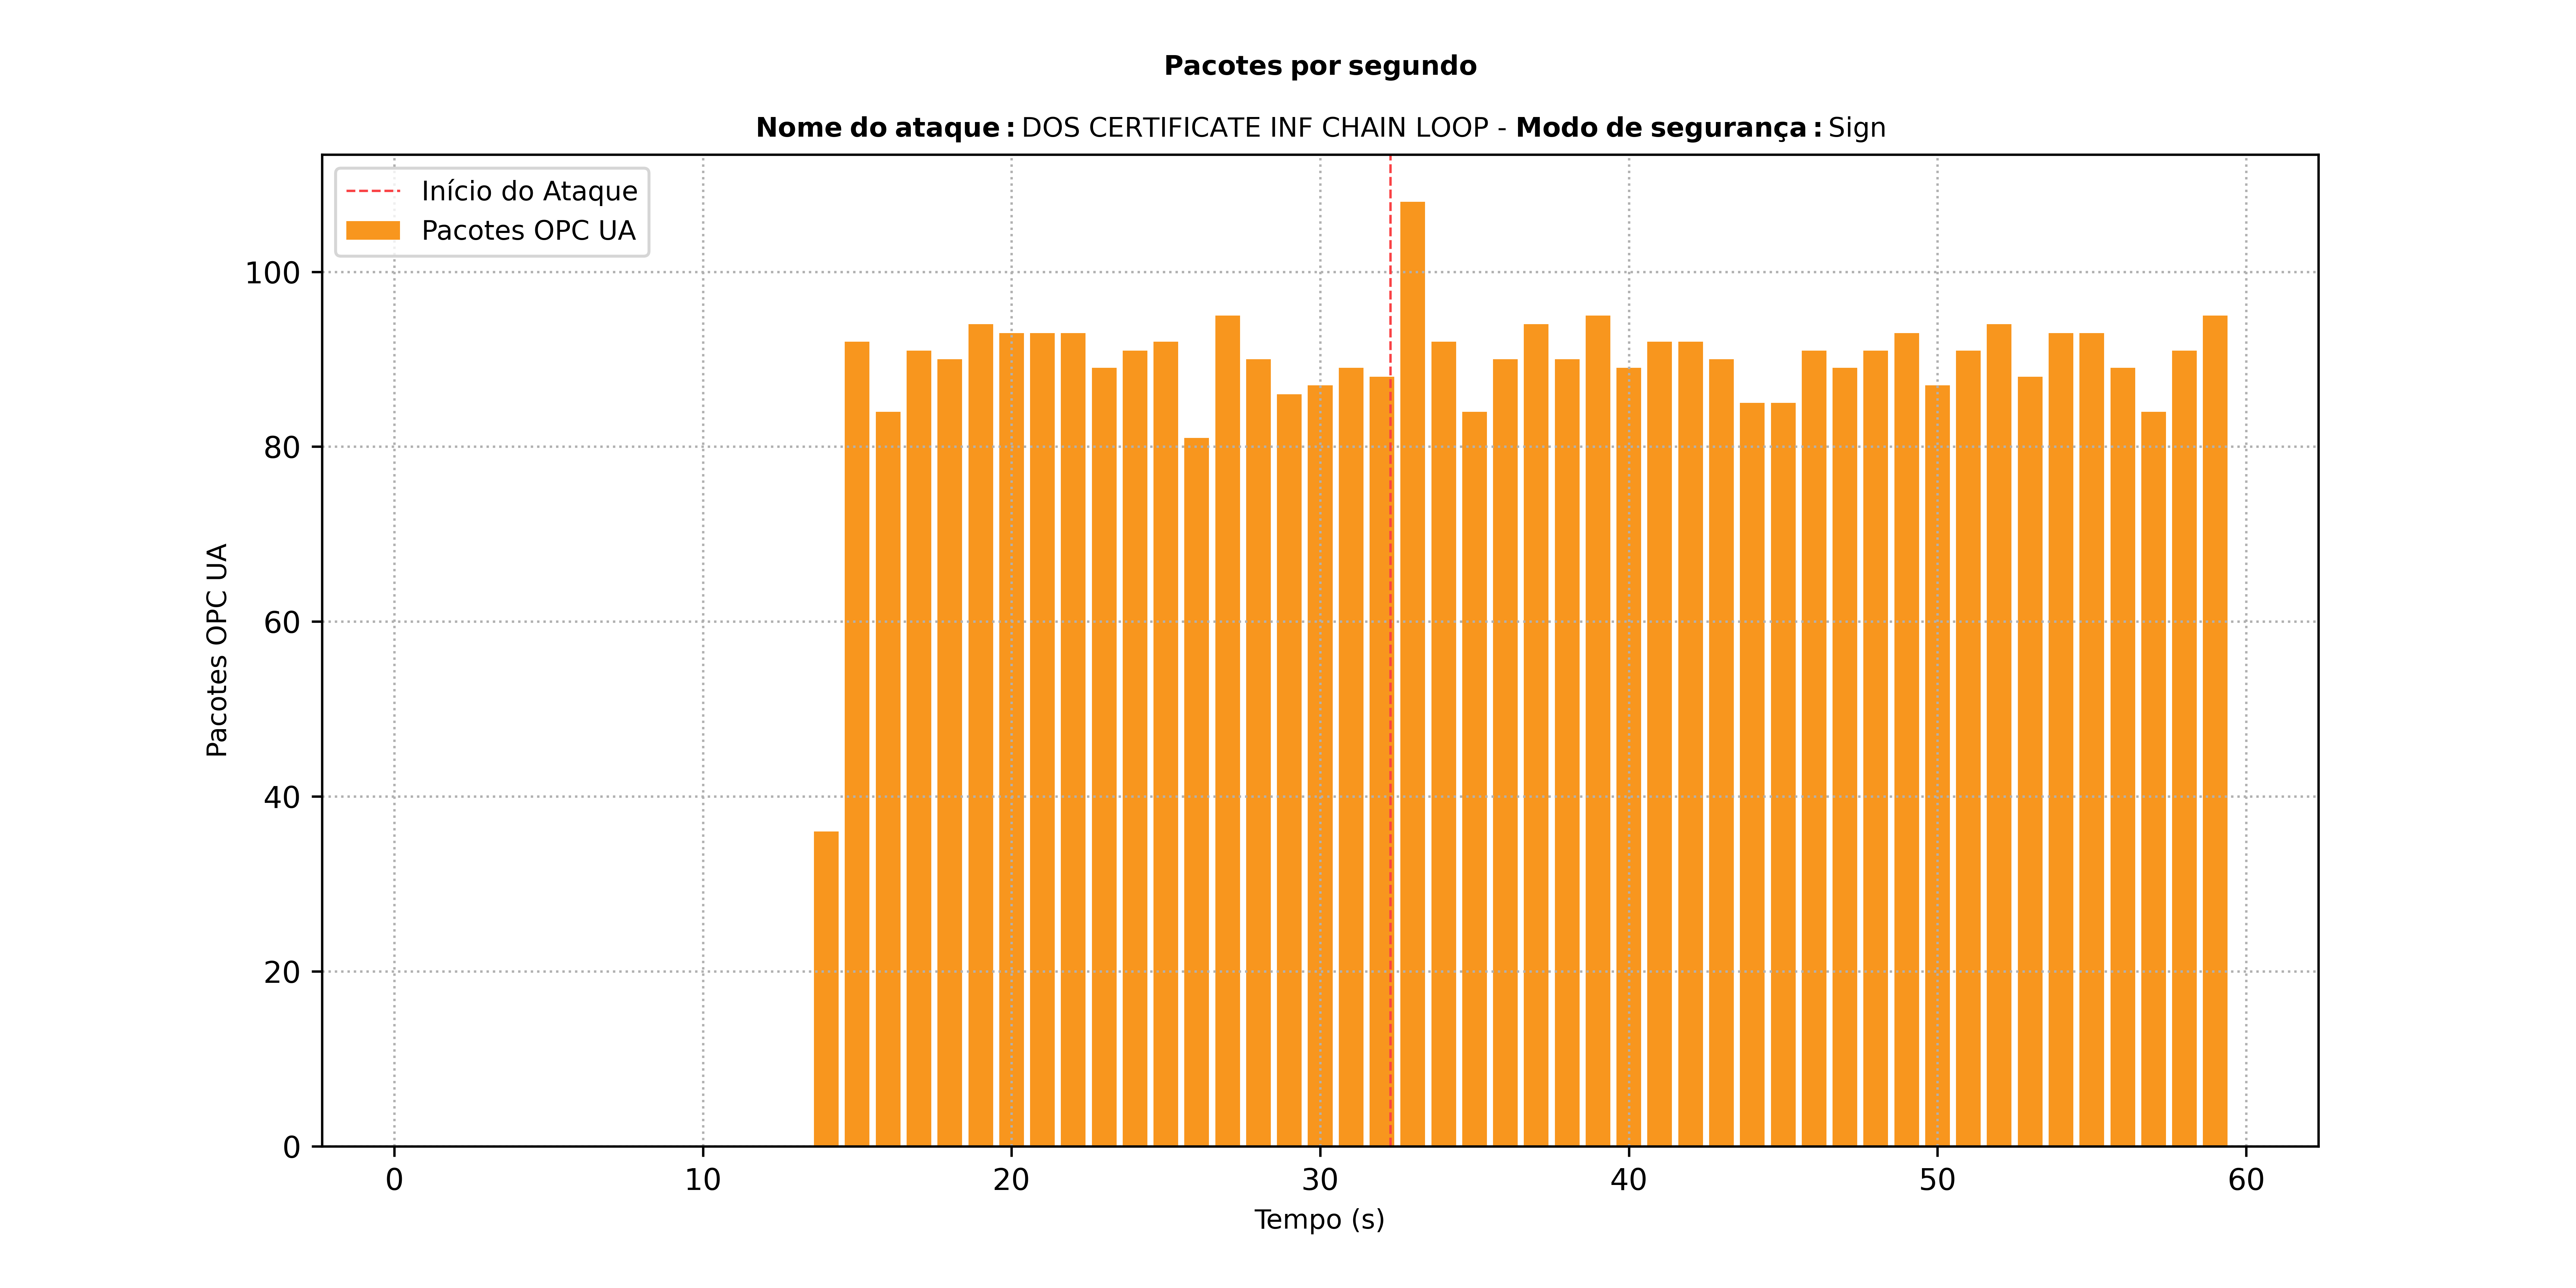 Pacotes por segundo
Nome do ataque: DOS CERTIFICATE INF CHAIN LOOP - Modo de segurança: Sign
Início do Ataque
Pacotes OPC UA
100
80
60
40
20
0
Pacotes OPC UA
0 10 20 30 40 50 60
Tempo (s)